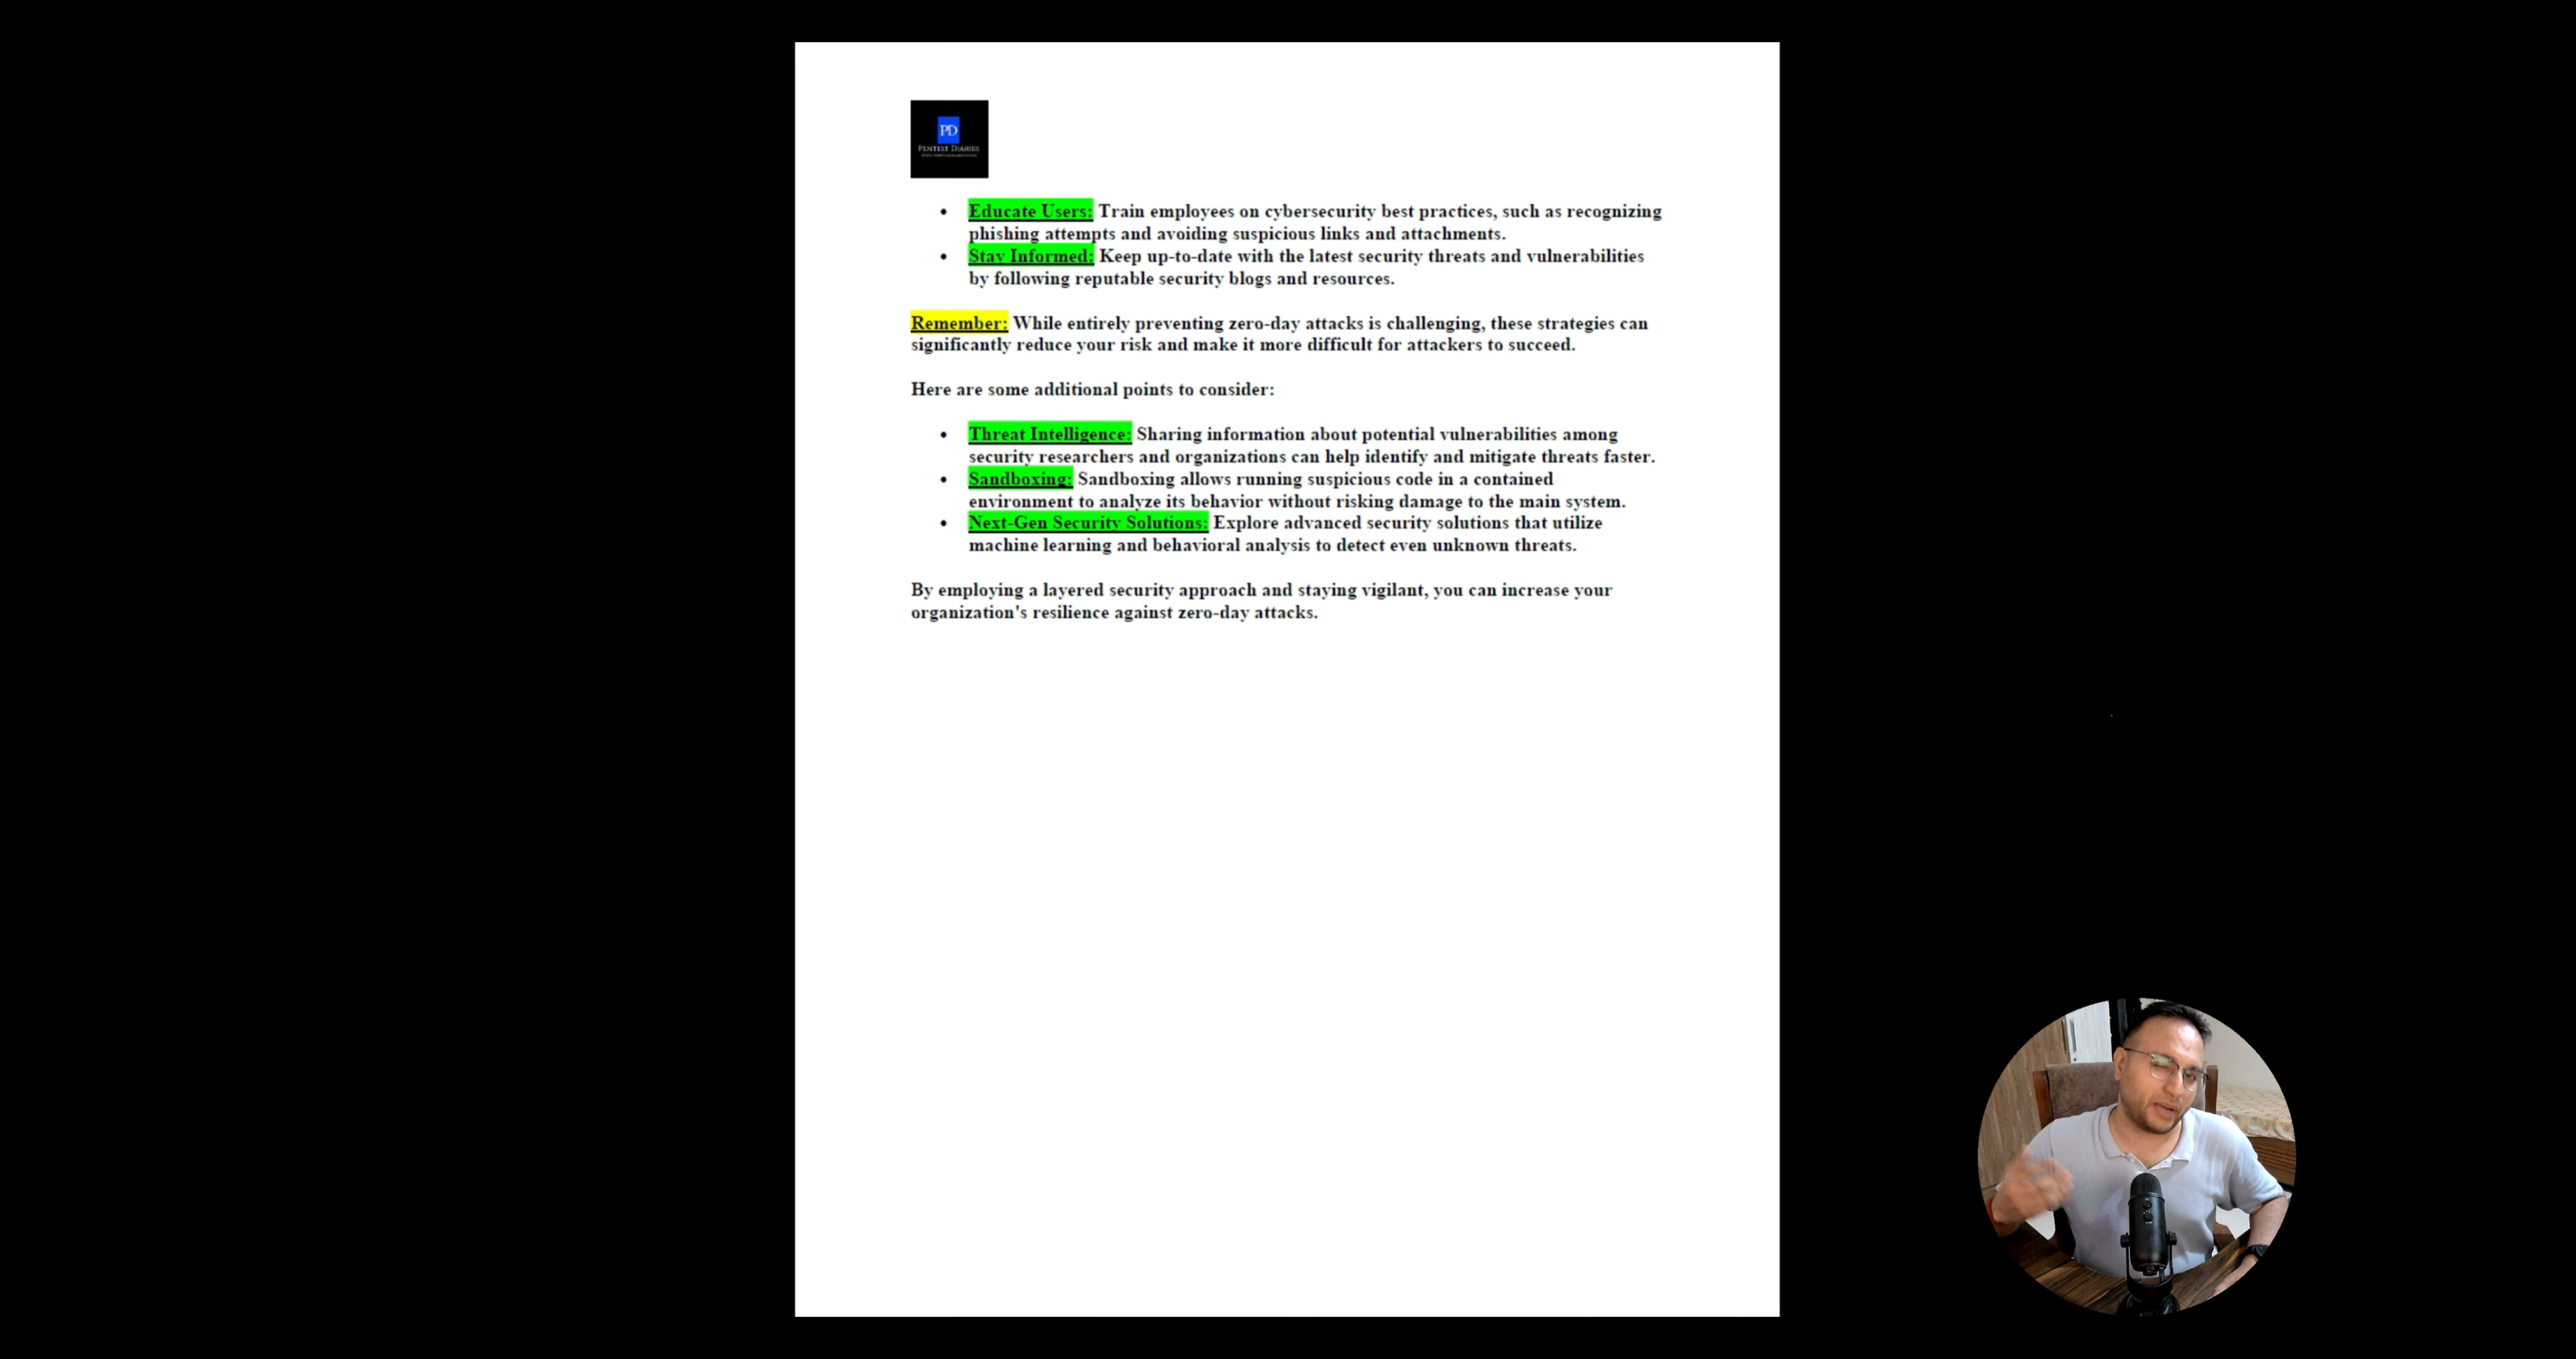 PD
PENTEST DIARIES
• Educate Users: Train employees on cybersecurity best practices, such as recognizing
phishing attempts and avoiding suspicious links and attachments.
• Stay Informed: Keep up-to-date with the latest security threats and vulnerabilities
by following reputable security blogs and resources.
Remember: While entirely preventing zero-day attacks is challenging, these strategies can
significantly reduce your risk and make it more difficult for attackers to succeed.
Here are some additional points to consider:
• Threat Intelligence: Sharing information about potential vulnerabilities among
security researchers and organizations can help identify and mitigate threats faster.
• Sandboxing: Sandboxing allows running suspicious code in a contained
environment to analyze its behavior without risking damage to the main system.
• Next-Gen Security Solutions: Explore advanced security solutions that utilize
machine learning and behavioral analysis to detect even unknown threats.
By employing a layered security approach and staying vigilant, you can increase your
organization's resilience against zero-day attacks.